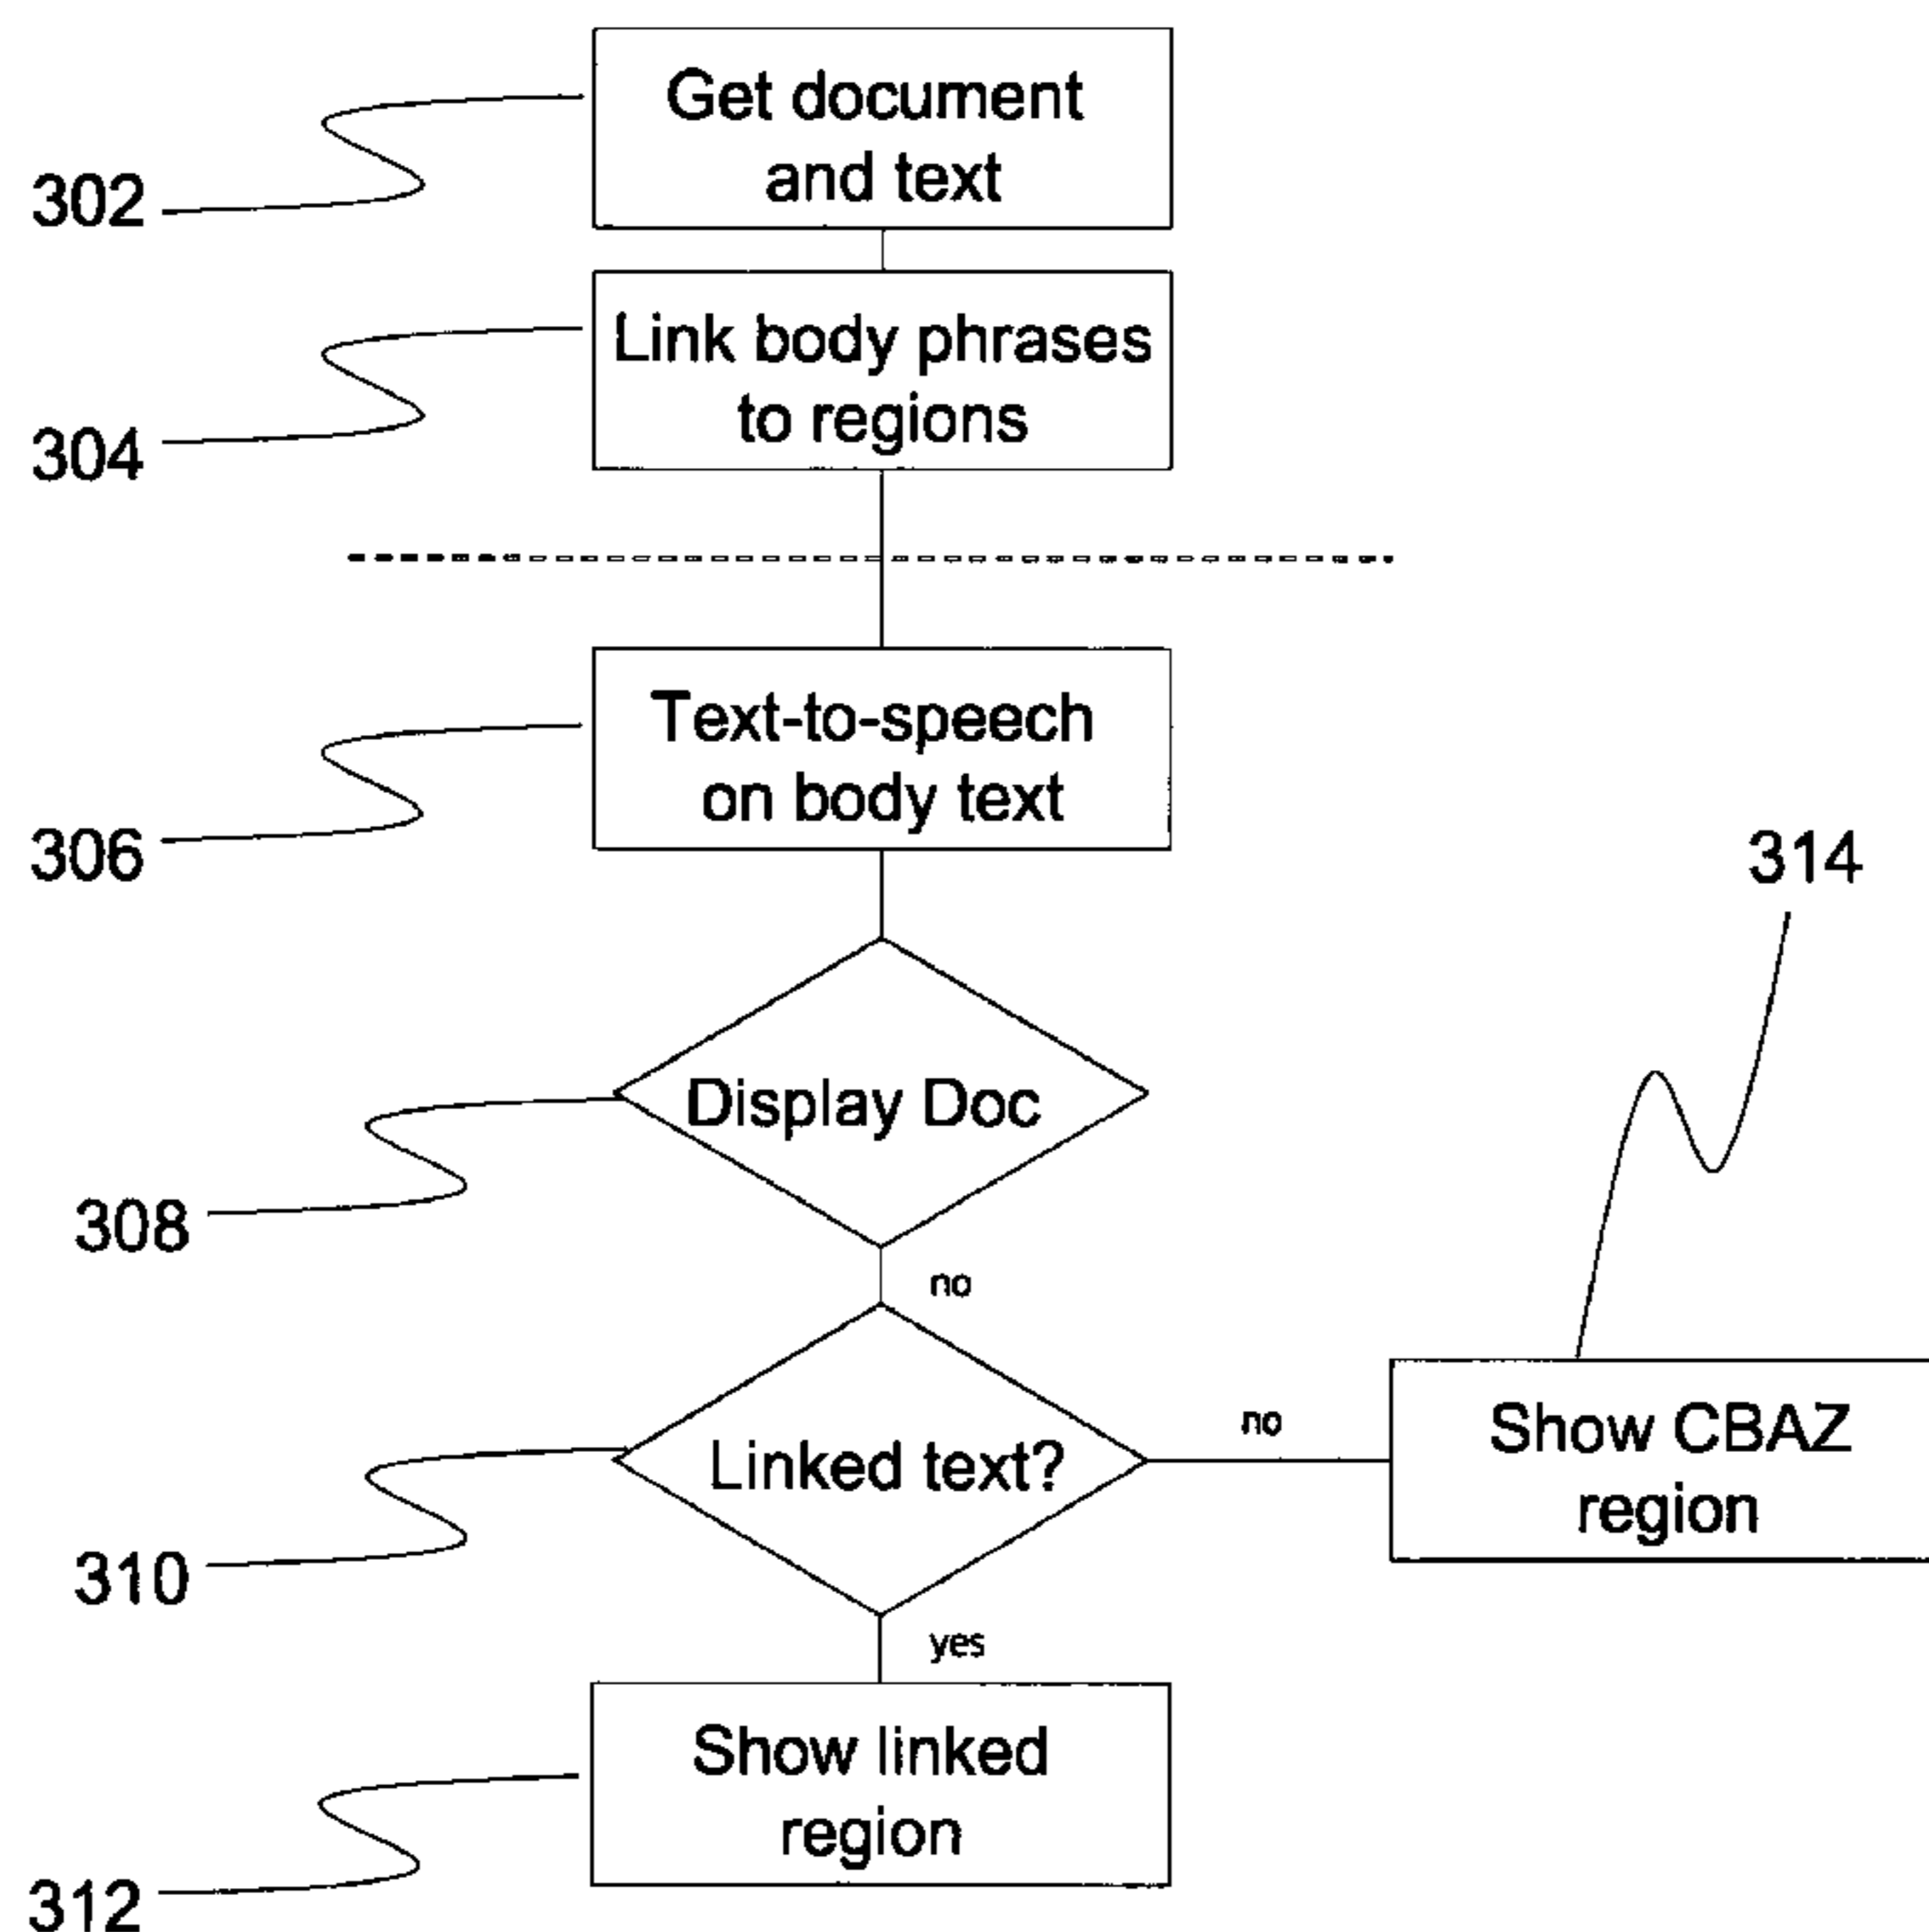 Get document
and text
302
Link body phrases
to regions
304
Text-to-speech
on body text
306
314
Display Doc
308
no
Linked text?
no
Show CBAZ
region
310
yes
Show linked
region
312